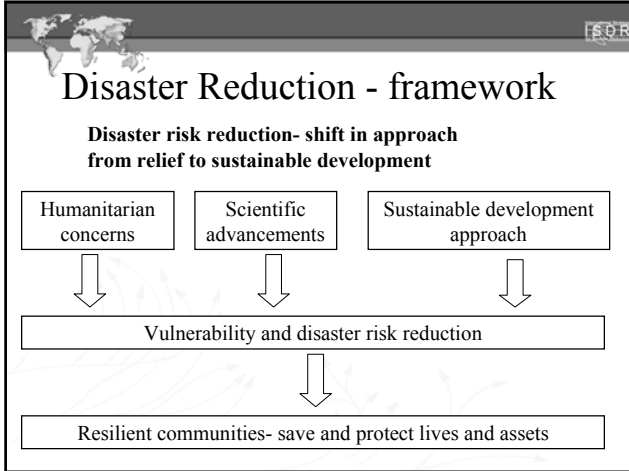 ISDR
Disaster Reduction - framework
Disaster risk reduction- shift in approach
from relief to sustainable development
Humanitarian
concerns
Scientific
advancements
Sustainable development
approach
Vulnerability and disaster risk reduction
Resilient communities- save and protect lives and assets